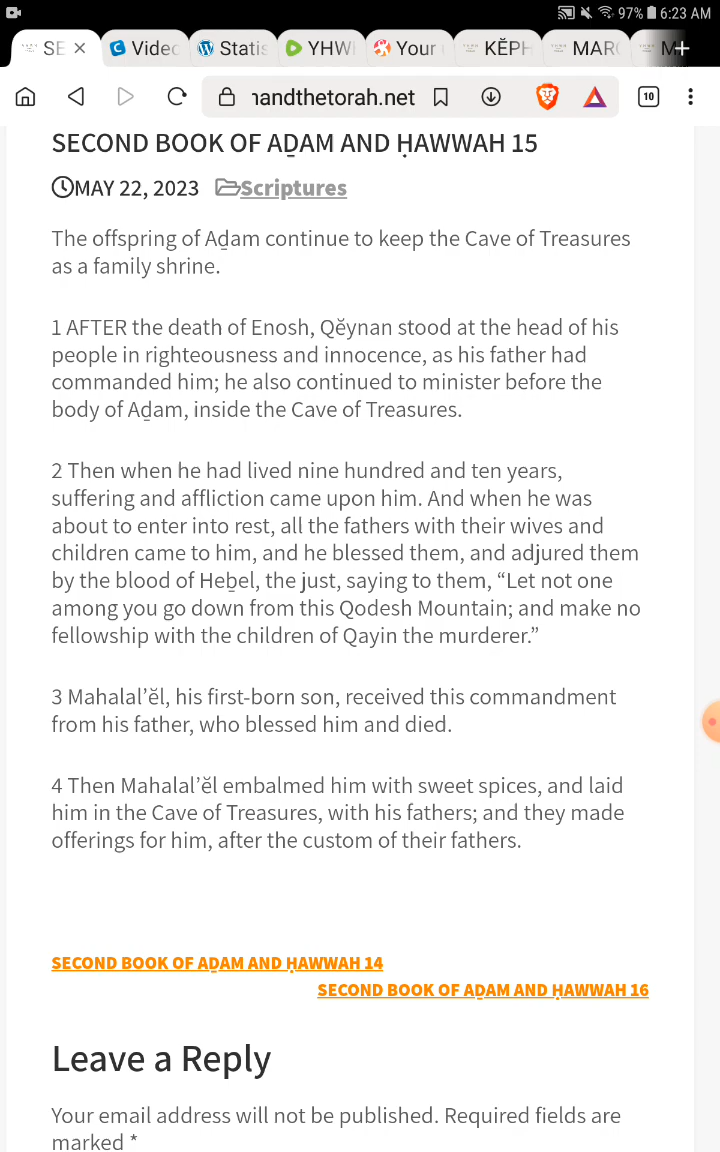 97% 6:23 AM
SE × Videc Statis YHWI Your KĔPH MARC M +
nandthetorah.net 10
SECOND BOOK OF AḎAM AND ḤAWWAH 15
MAY 22, 2023 Scriptures
The offspring of Aḏam continue to keep the Cave of Treasures
as a family shrine.
1 AFTER the death of Enosh, Qĕynan stood at the head of his
people in righteousness and innocence, as his father had
commanded him; he also continued to minister before the
body of Aḏam, inside the Cave of Treasures.
2 Then when he had lived nine hundred and ten years,
suffering and affliction came upon him. And when he was
about to enter into rest, all the fathers with their wives and
children came to him, and he blessed them, and adjured them
by the blood of Heḇel, the just, saying to them, “Let not one
among you go down from this Qodesh Mountain; and make no
fellowship with the children of Qayin the murderer.”
3 Mahalal’ĕl, his first-born son, received this commandment
from his father, who blessed him and died.
4 Then Mahalal’ĕl embalmed him with sweet spices, and laid
him in the Cave of Treasures, with his fathers; and they made
offerings for him, after the custom of their fathers.
SECOND BOOK OF AḎAM AND ḤAWWAH 14
SECOND BOOK OF AḎAM AND ḤAWWAH 16
Leave a Reply
Your email address will not be published. Required fields are
marked *